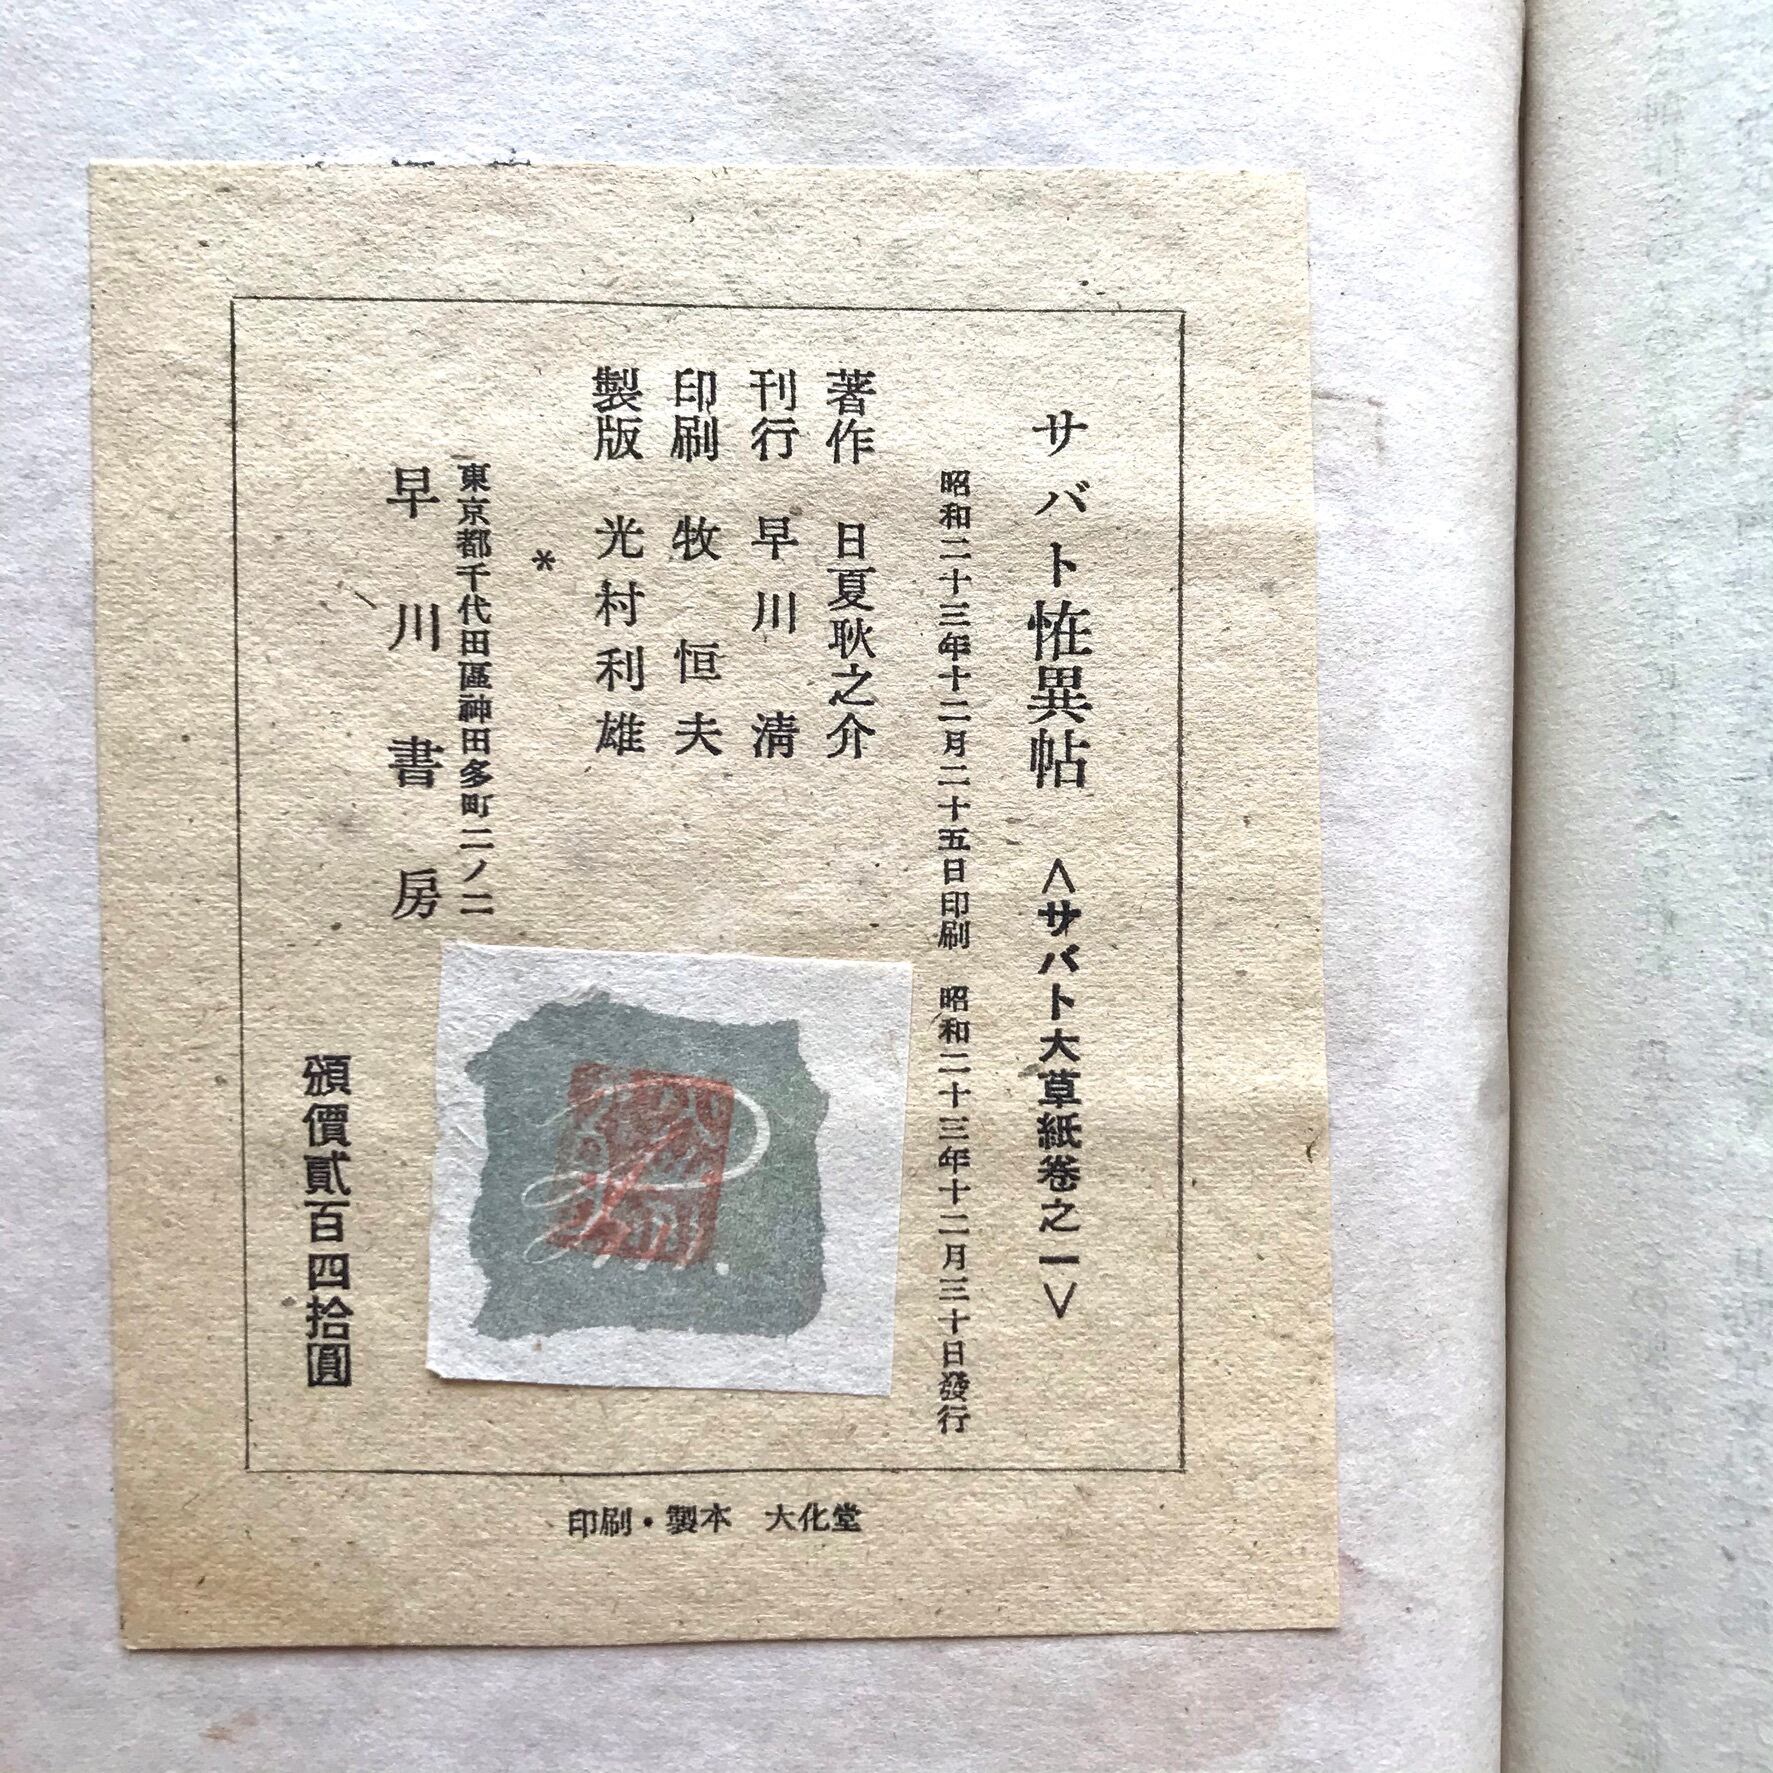 サバト恠異帖 <サバト大草紙卷之一>
昭和二十三年十二月二十五日印刷 昭和二十三年十二月三十日發行
著作 日夏耿之介
刊行 早川清
印刷 牧恒夫
製版 光村利雄
*
東京都千代田區神田多町二ノ二
早川書房
頒價貳百四拾圓
印刷・製本 大化堂